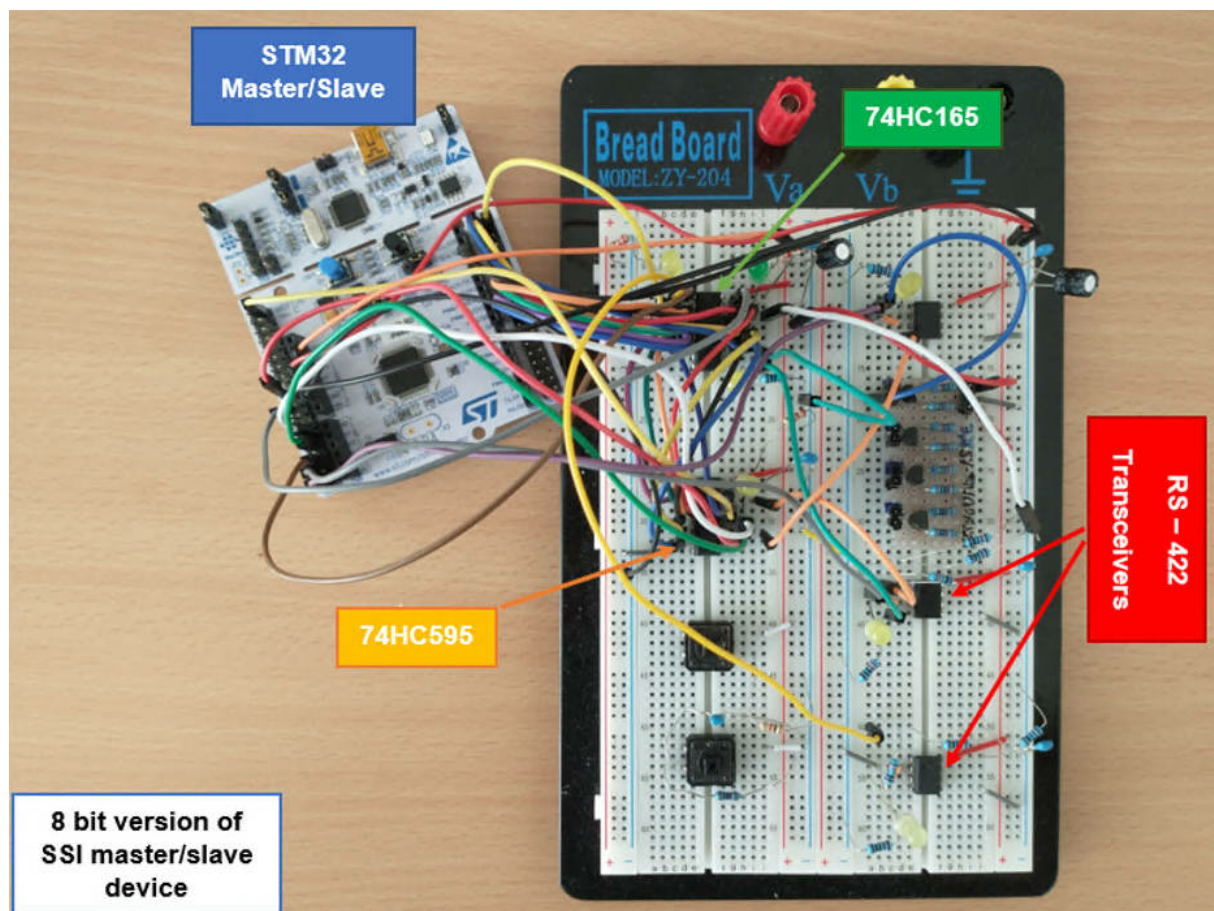 STM32
Master/Slave
74HC165
Bread Board
MODEL:ZY-204
Va
Vb
RS – 422
Transceivers
74HC595
ST
8 bit version of
SSI master/slave
device